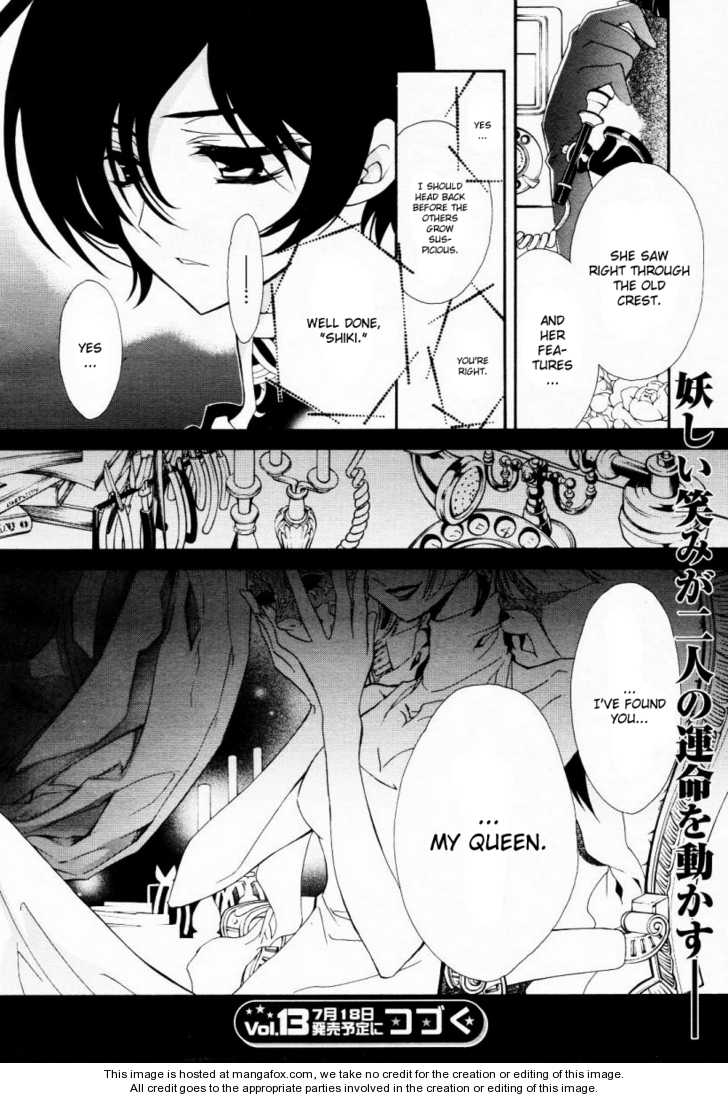 SHE SAW
RIGHT THROUGH
THE OLD
CREST.
AND
HER
FEA-
TURES
...
YES
...
I SHOULD
HEAD BACK
BEFORE THE
OTHERS
GROW
SUS-
PICIOUS.
YOU'RE
RIGHT.
WELL DONE,
"SHIKI."
......
YES
...
妖しい笑みが二人の運命を動かす――
...
I'VE FOUND
YOU...
...
MY QUEEN.
Vol.13 7月18日
発売予定に
つづく
This image is hosted at mangafox.com, we take no credit for the creation or editing of this image.
All credit goes to the appropriate parties involved in the creation or editing of this image.